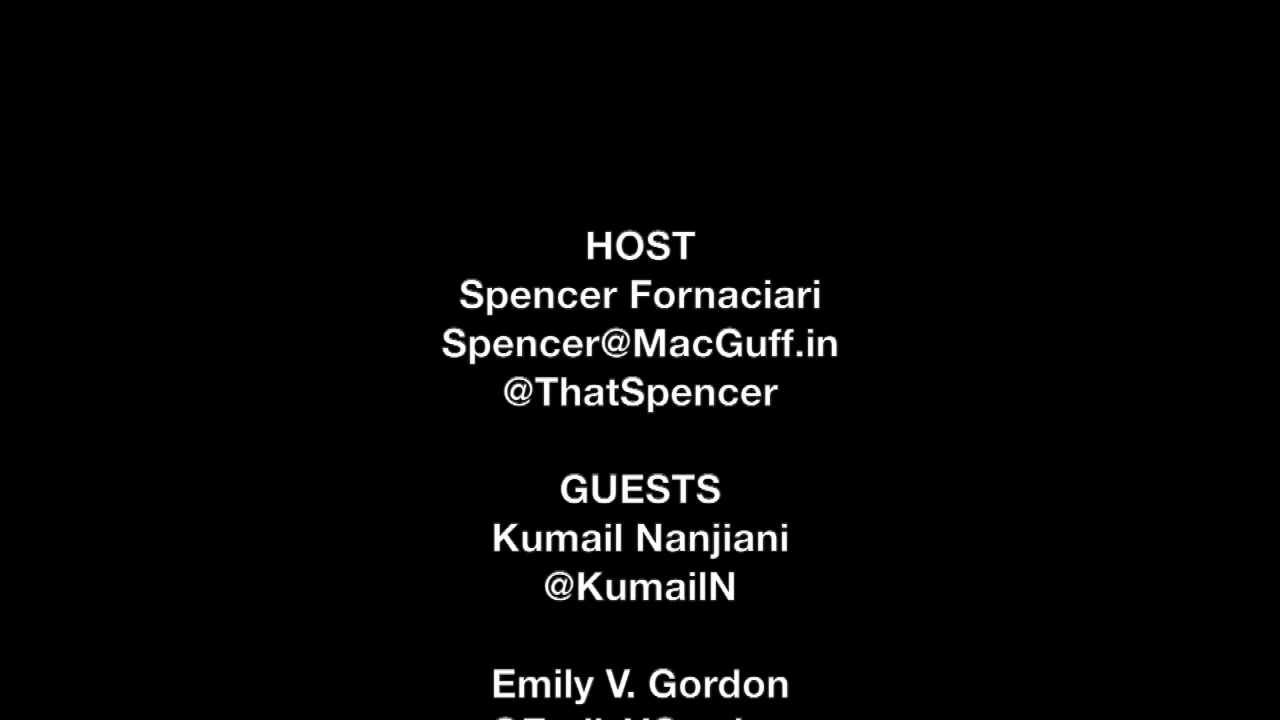 HOST
Spencer Fornaciari
Spencer@MacGuff.in
@ThatSpencer
GUESTS
Kumail Nanjiani
@KumailN
Emily V. Gordon